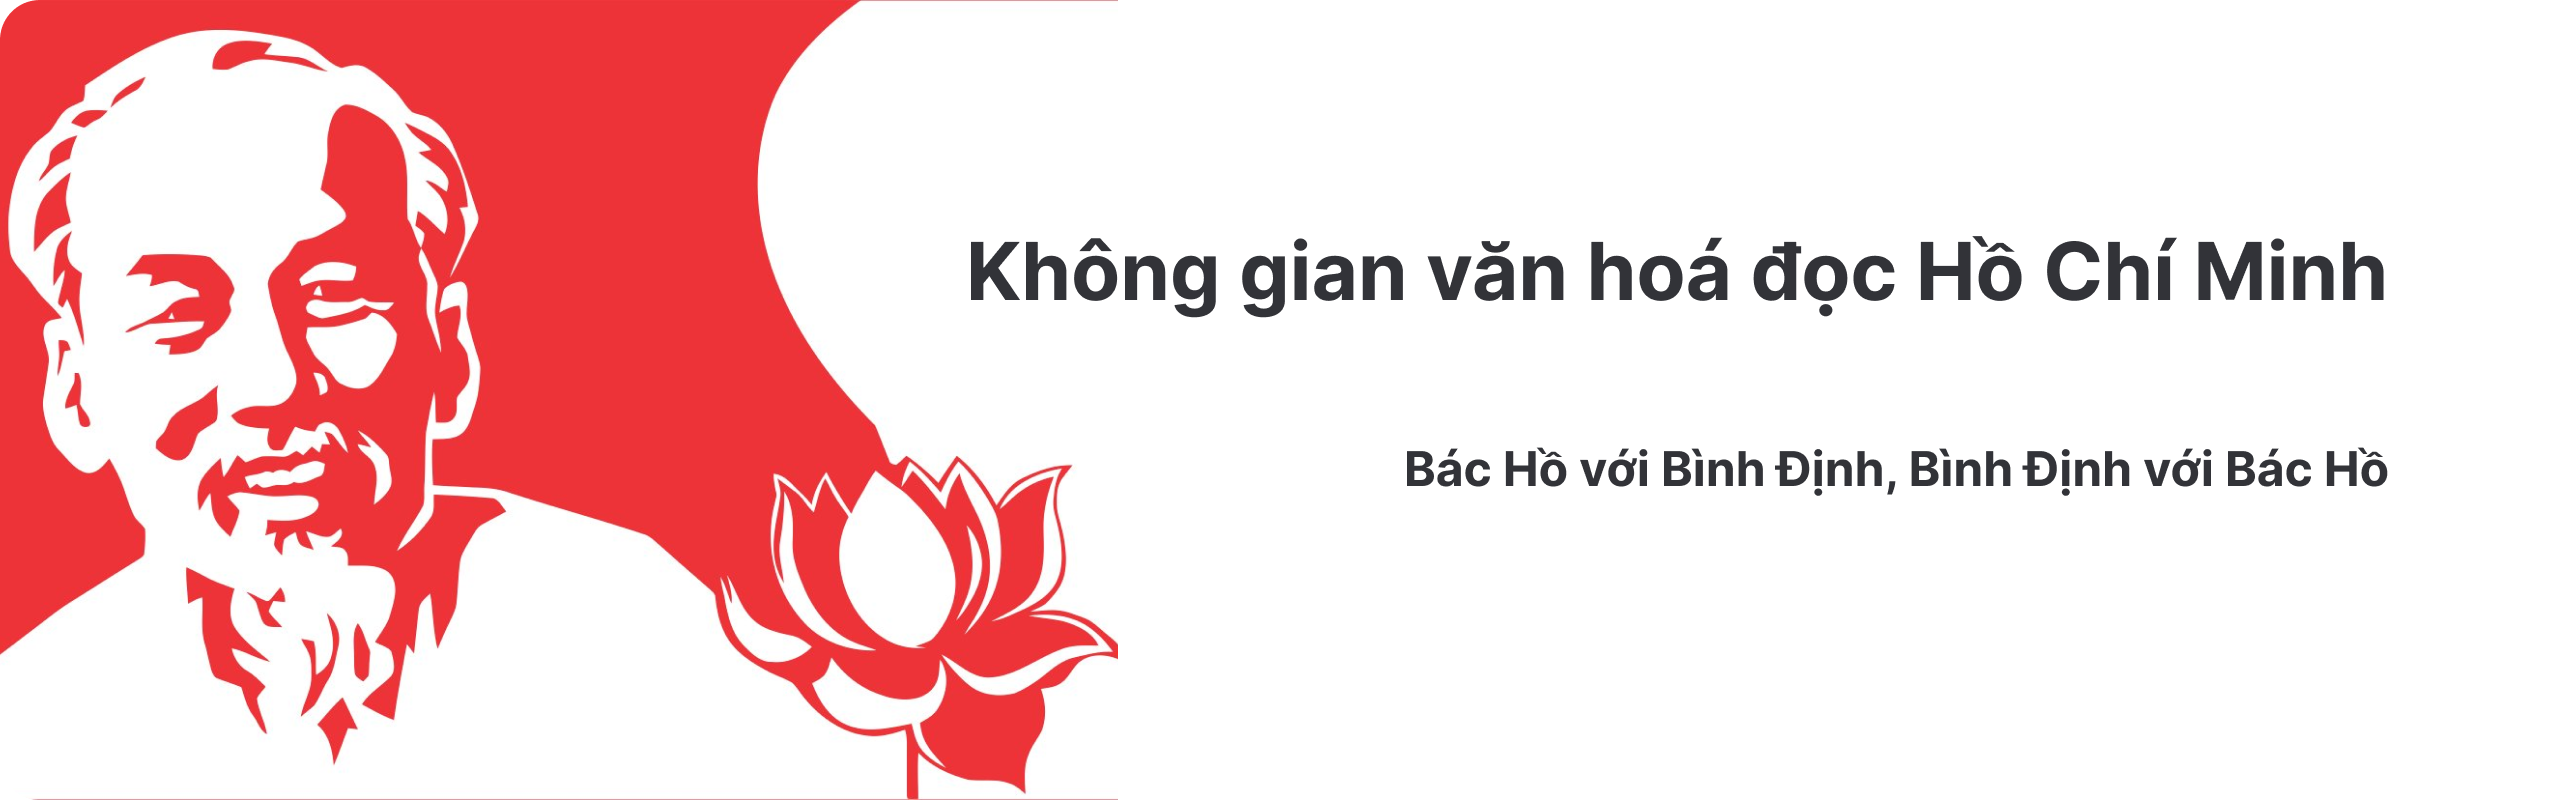 Không gian văn hoá đọc Hồ Chí Minh
Bác Hồ với Bình Định, Bình Định với Bác Hồ